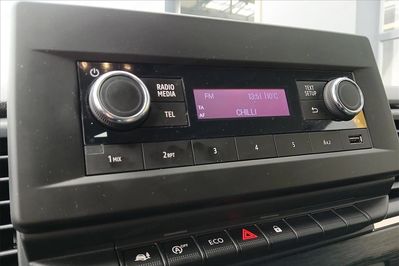 RADIO
MEDIA
TEL
FM 13:51 10°C
TA
AF
CHILLI
TEXT
SETUP
1 MIX
2 RPT
3
4
5
6
ECO